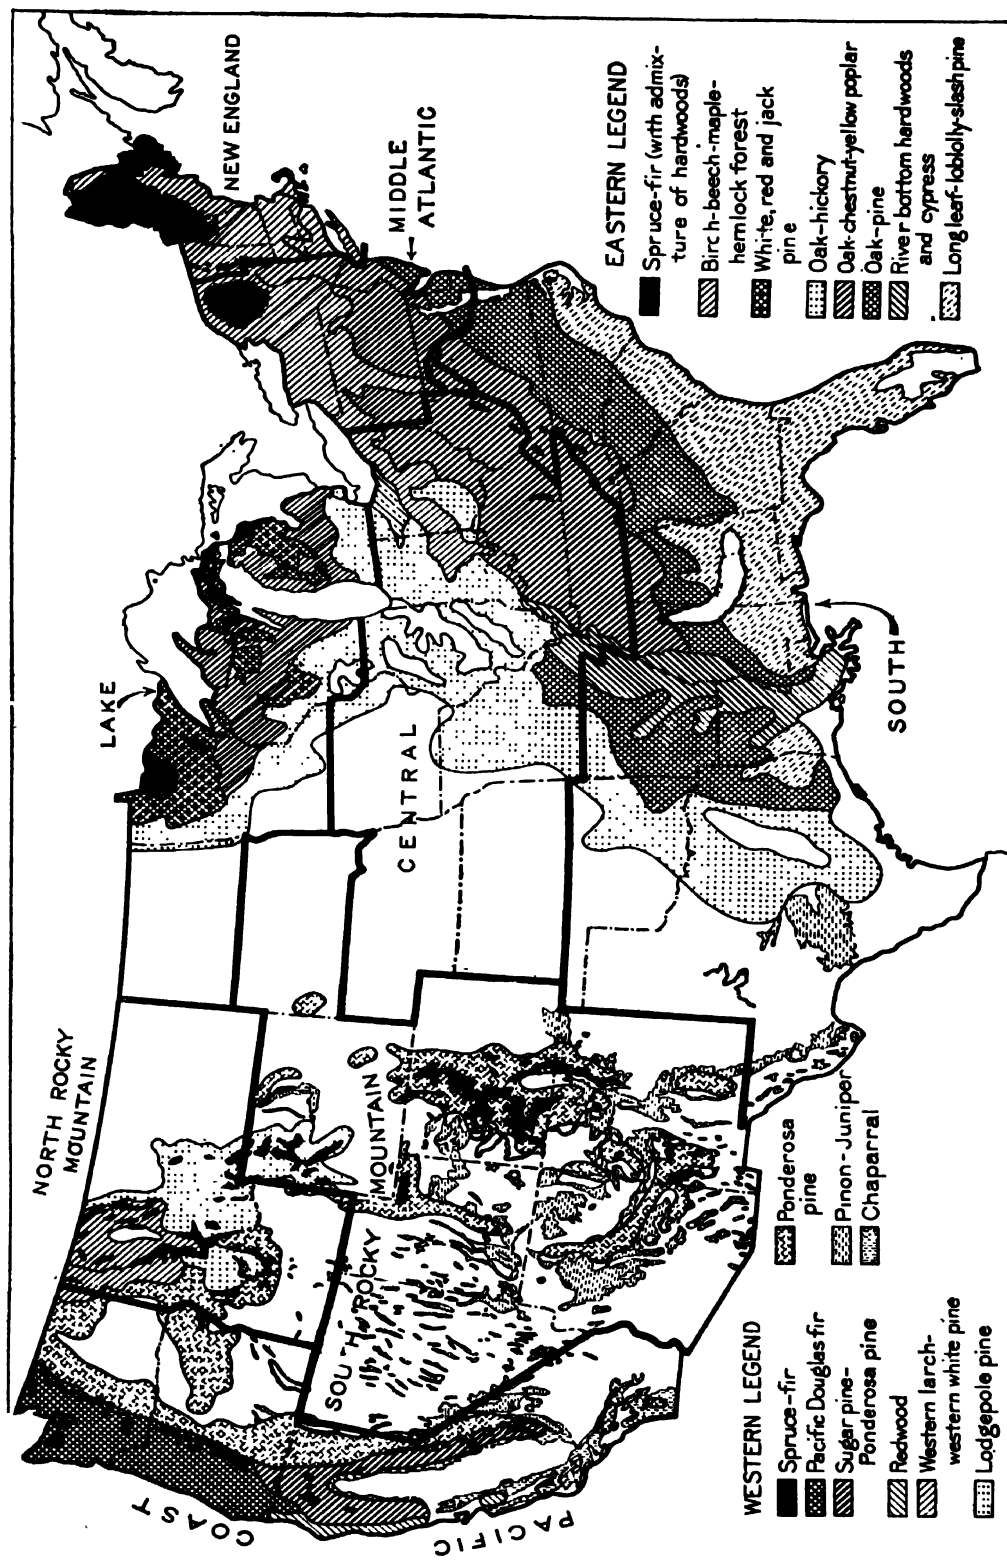 NORTH ROCKY
MOUNTAIN
LAKE
NEW ENGLAND
MIDDLE
ATLANTIC
CENTRAL
MOUNTAIN
SOUTH ROCKY
PACIFIC
COAST
SOUTH
WESTERN LEGEND
Spruce-fir
Pacific Douglas fir
Sugar pine-
Ponderosa pine
Redwood
Western larch-
western white pine
Lodgepole pine
Ponderosa
pine
Pinon-Juniper
Chaparral
EASTERN LEGEND
Spruce-fir (with admix-
ture of hardwoods)
Birch-beech-maple-
hemlock forest
White, red and jack
pine
Oak-hickory
Oak-chestnut-yellow poplar
Oak-pine
River bottom hardwoods
and cypress
Longleaf-loblolly-slash pine